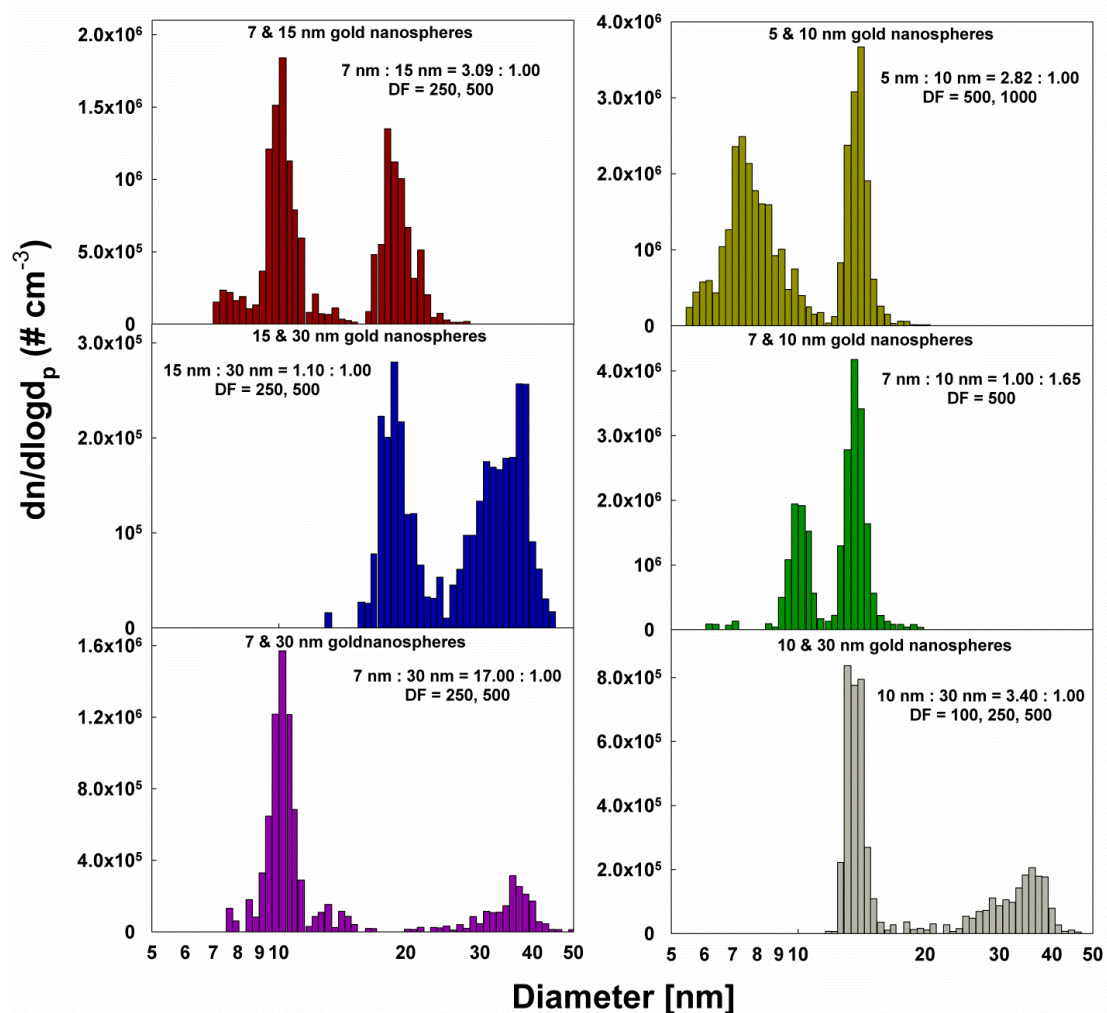 dn/dlogdp (# cm-3)
7 & 15 nm gold nanospheres
7 nm : 15 nm = 3.09 : 1.00
DF = 250, 500
2.0x10⁶
1.5x10⁶
10⁶
5.0x10⁵
0
5 & 10 nm gold nanospheres
5 nm : 10 nm = 2.82 : 1.00
DF = 500, 1000
4.0x10⁶
3.0x10⁶
2.0x10⁶
10⁶
0
15 & 30 nm gold nanospheres
15 nm : 30 nm = 1.10 : 1.00
DF = 250, 500
3.0x10⁵
2.0x10⁵
10⁵
0
7 & 10 nm gold nanospheres
7 nm : 10 nm = 1.00 : 1.65
DF = 500
4.0x10⁶
3.0x10⁶
2.0x10⁶
10⁶
0
7 & 30 nm goldnanospheres
7 nm : 30 nm = 17.00 : 1.00
DF = 250, 500
1.6x10⁶
1.2x10⁶
8.0x10⁵
4.0x10⁵
0
5 6 7 8 9 10 20 30 40 50
10 & 30 nm gold nanospheres
10 nm : 30 nm = 3.40 : 1.00
DF = 100, 250, 500
8.0x10⁵
6.0x10⁵
4.0x10⁵
2.0x10⁵
0
5 6 7 8 9 10 20 30 40 50
Diameter [nm]